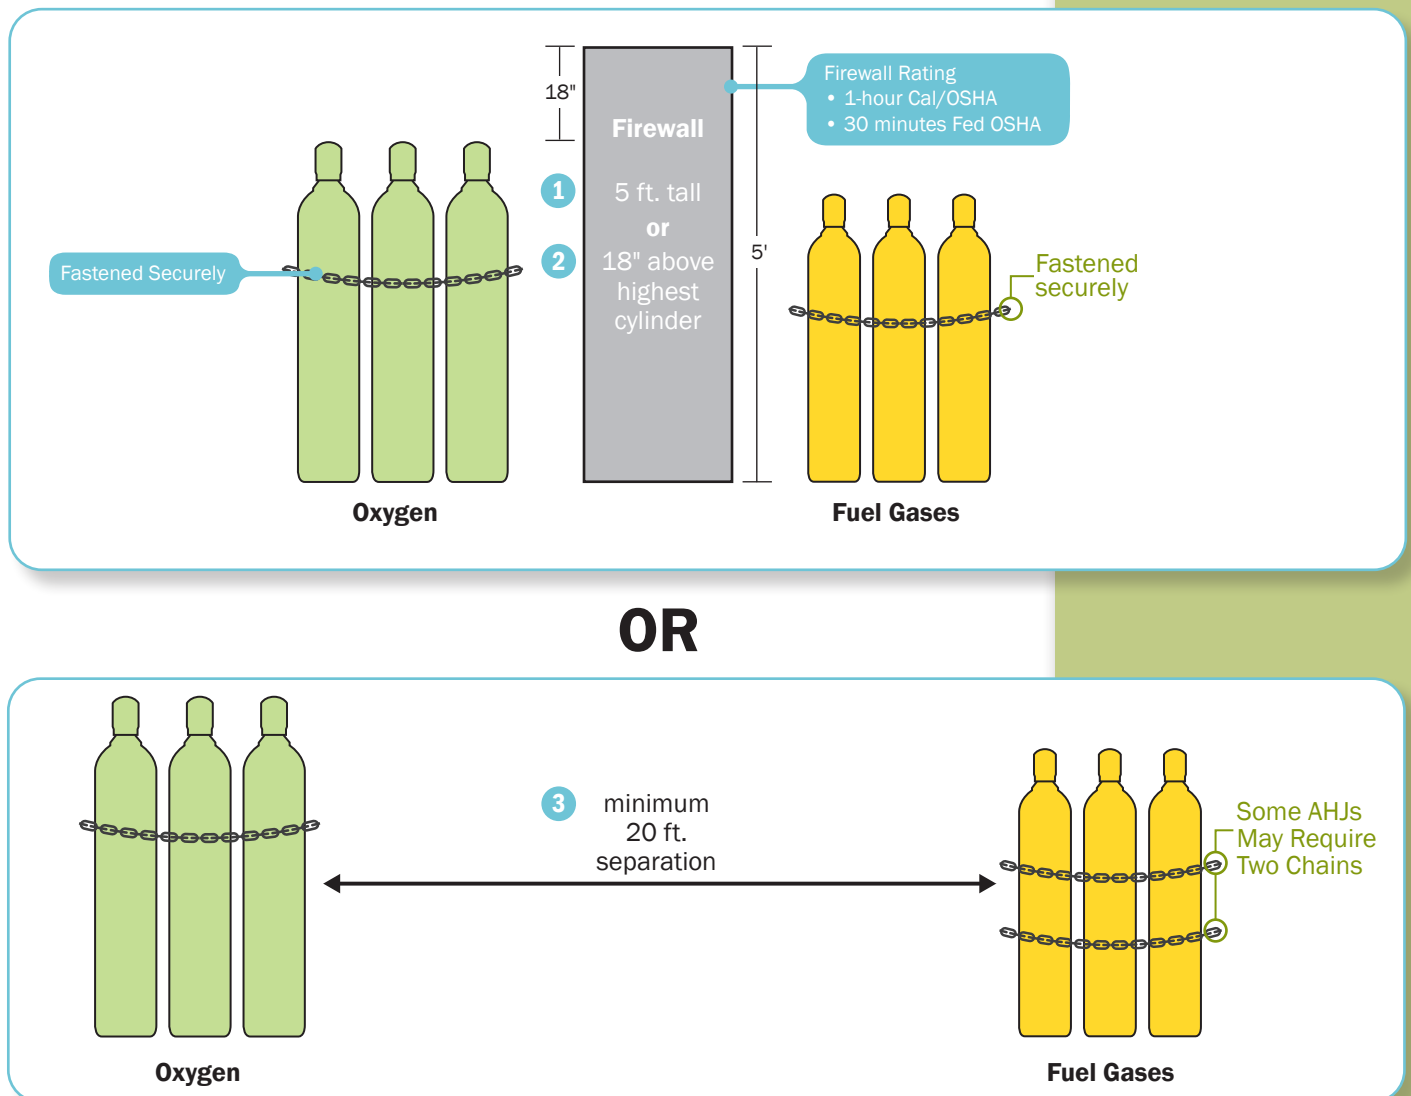 18"
Firewall
1
5 ft. tall
or
2
18" above
highest
cylinder
5'
Firewall Rating
• 1-hour Cal/OSHA
• 30 minutes Fed OSHA
Fastened Securely
Fastened
securely
Oxygen
Fuel Gases
OR
3
minimum
20 ft.
separation
Some AHJs
May Require
Two Chains
Oxygen
Fuel Gases